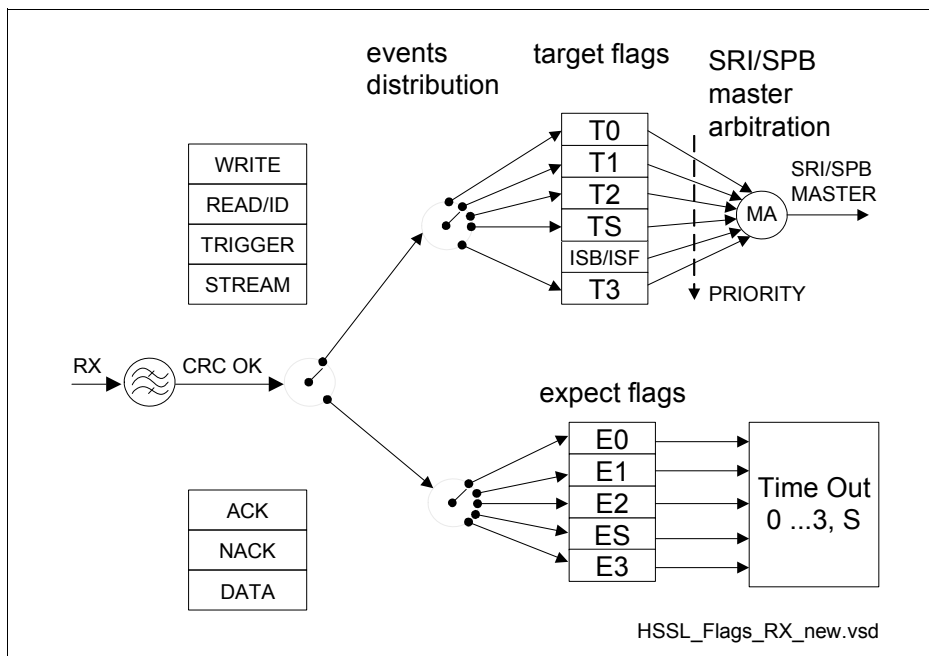 events
distribution
target flags
SRI/SPB
master
arbitration
WRITE
READ/ID
TRIGGER
STREAM
T0
T1
T2
TS
ISB/ISF
T3
MA
SRI/SPB
MASTER
PRIORITY
RX
CRC OK
expect flags
ACK
NACK
DATA
E0
E1
E2
ES
E3
Time Out
0 ...3, S
HSSL_Flags_RX_new.vsd